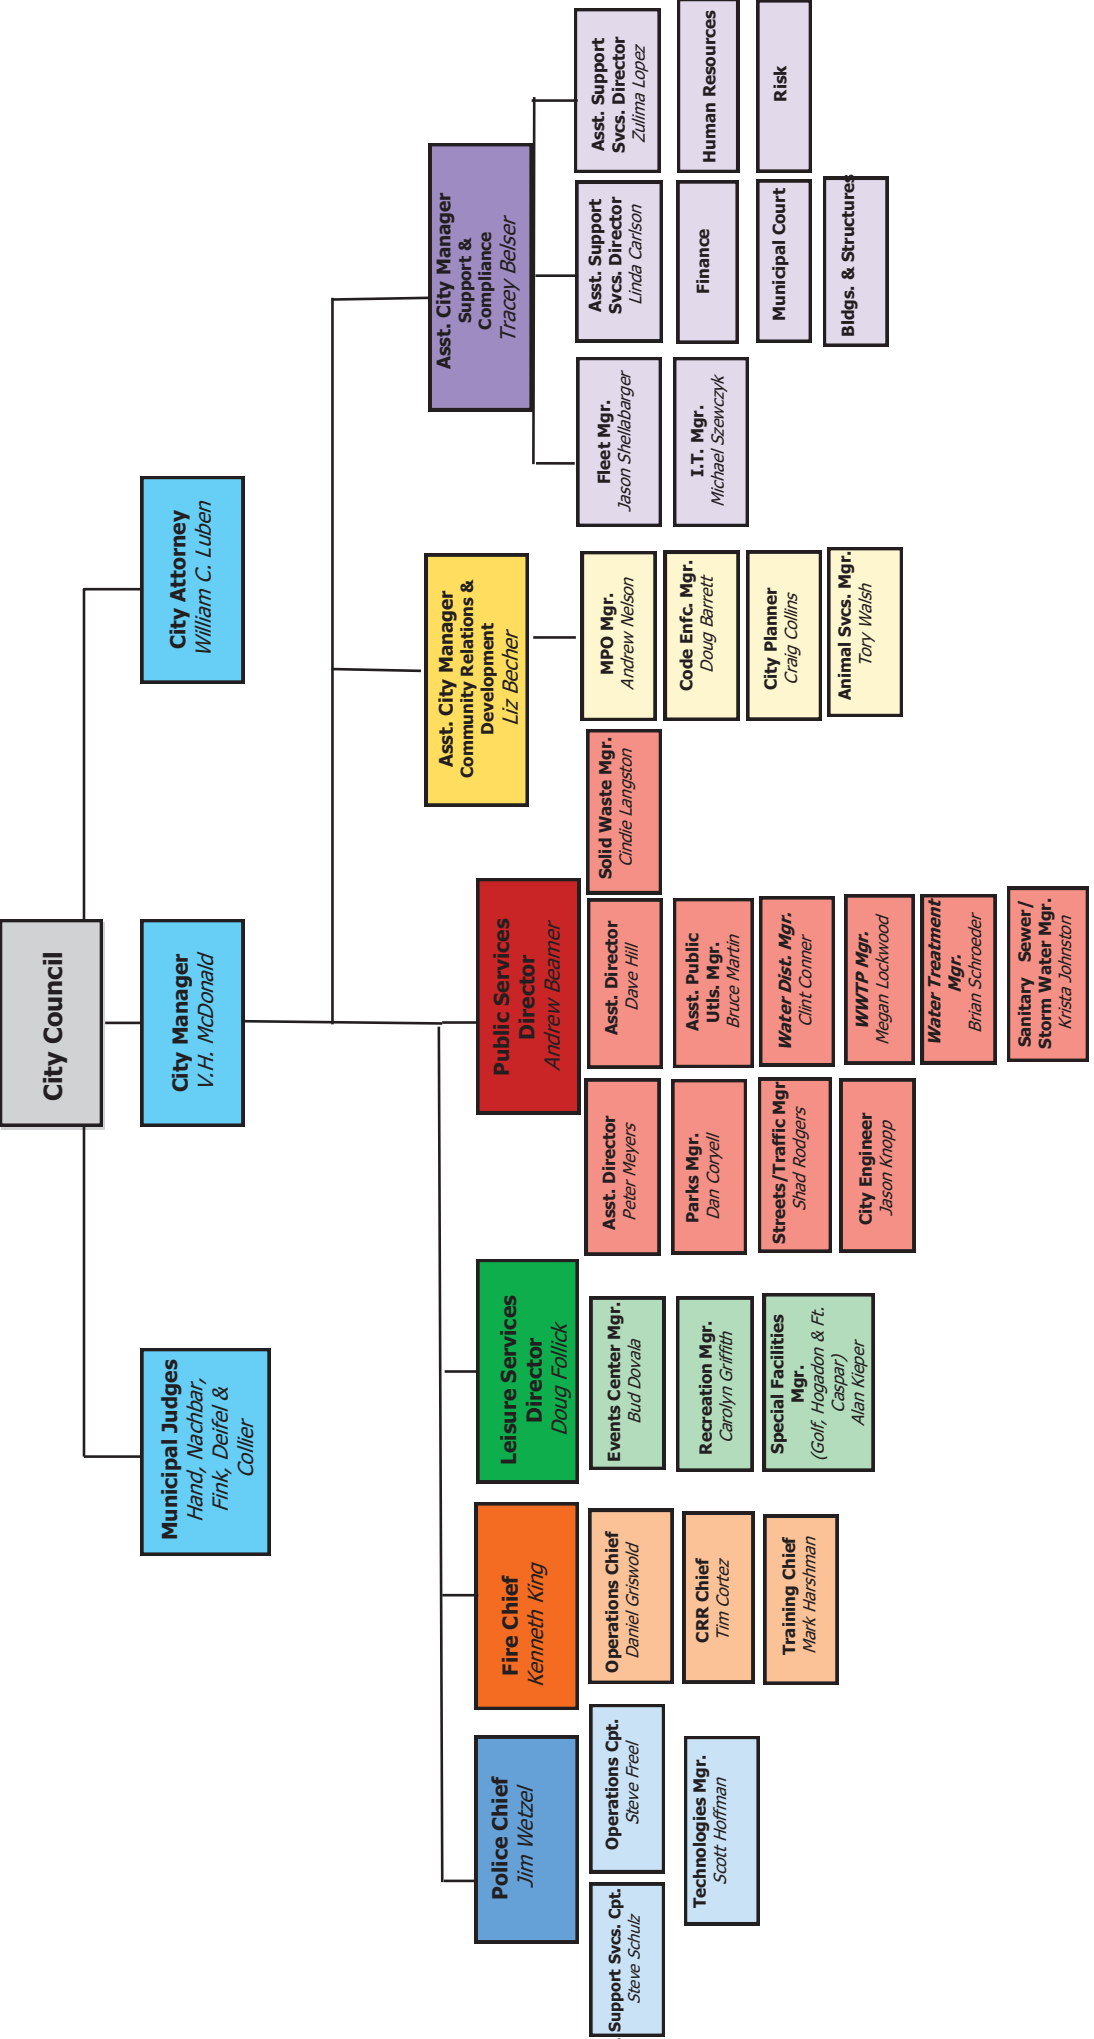 City Council
Municipal Judges
Hand, Nachbar,
Fink, Deifel &
Collier
City Manager
V.H. McDonald
City Attorney
William C. Luben
Asst. City Manager
Community Relations &
Development
Liz Becher
Asst. City Manager
Support &
Compliance
Tracey Belser
Police Chief
Jim Wetzel
Fire Chief
Kenneth King
Leisure Services
Director
Doug Follick
Public Services
Director
Andrew Beamer
Support Svcs. Cpt.
Steve Schulz
Operations Cpt.
Steve Freel
Technologies Mgr.
Scott Hoffman
Operations Chief
Daniel Griswold
CRR Chief
Tim Cortez
Training Chief
Mark Harshman
Events Center Mgr.
Bud Dovala
Recreation Mgr.
Carolyn Griffith
Special Facilities
Mgr.
(Golf, Hogadon & Ft.
Caspar)
Alan Kieper
Asst. Director
Peter Meyers
Parks Mgr.
Dan Coryell
Streets/Traffic Mgr
Shad Rodgers
City Engineer
Jason Knopp
Asst. Director
Dave Hill
Asst. Public
Utls. Mgr.
Bruce Martin
Water Dist. Mgr.
Clint Conner
WWTP Mgr.
Megan Lockwood
Water Treatment
Mgr.
Brian Schroeder
Sanitary Sewer/
Storm Water Mgr.
Krista Johnston
Solid Waste Mgr.
Cindie Langston
MPO Mgr.
Andrew Nelson
Code Enfc. Mgr.
Doug Barrett
City Planner
Craig Collins
Animal Svcs. Mgr.
Tory Walsh
Fleet Mgr.
Jason Shellabarger
I.T. Mgr.
Michael Szewczyk
Asst. Support
Svcs. Director
Linda Carlson
Finance
Municipal Court
Bldgs. & Structures
Asst. Support
Svcs. Director
Zulima Lopez
Human Resources
Risk